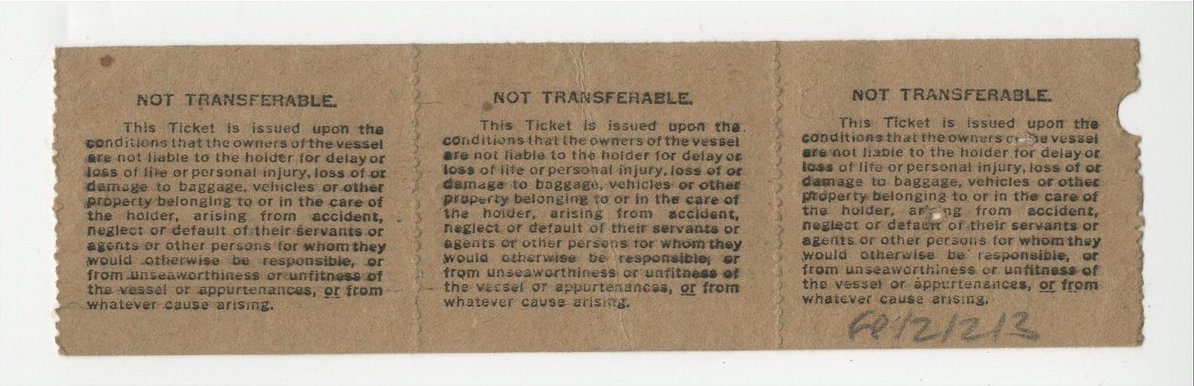 NOT TRANSFERABLE.
This Ticket is issued upon the
conditions that the owners of the vessel
are not liable to the holder for delay or
loss of life or personal injury, loss of or
damage to baggage, vehicles or other
property belonging to or in the care of
the holder, arising from accident,
neglect or default of their servants or
agents or other persons for whom they
would otherwise be responsible, or
from unseaworthiness or unfitness of
the vessel or appurtenances, or from
whatever cause arising.
NOT TRANSFERABLE.
This Ticket is issued upon the
conditions that the owners of the vessel
are not liable to the holder for delay or
loss of life or personal injury, loss of or
damage to baggage, vehicles or other
property belonging to or in the care of
the holder, arising from accident,
neglect or default of their servants or
agents or other persons for whom they
would otherwise be responsible, or
from unseaworthiness or unfitness of
the vessel or appurtenances, or from
whatever cause arising.
NOT TRANSFERABLE.
This Ticket is issued upon the
conditions that the owners of the vessel
are not liable to the holder for delay or
loss of life or personal injury, loss of or
damage to baggage, vehicles or other
property belonging to or in the care of
the holder, arising from accident,
neglect or default of their servants or
agents or other persons for whom they
would otherwise be responsible, or
from unseaworthiness or unfitness of
the vessel or appurtenances, or from
whatever cause arising.
68/2/2/3